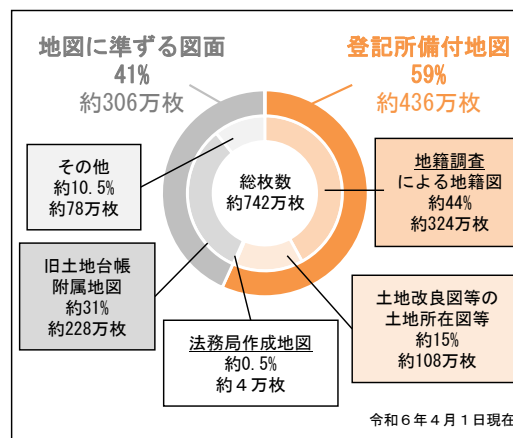 地図に準ずる図面
41%
約306万枚
登記所備付地図
59%
約436万枚
その他
約10.5%
約78万枚
総枚数
約742万枚
地籍調査
による地籍図
約44%
約324万枚
旧土地台帳
附属地図
約31%
約228万枚
法務局作成地図
約0.5%
約４万枚
土地改良図等の
土地所在図等
約15%
約108万枚
令和６年４月１日現在